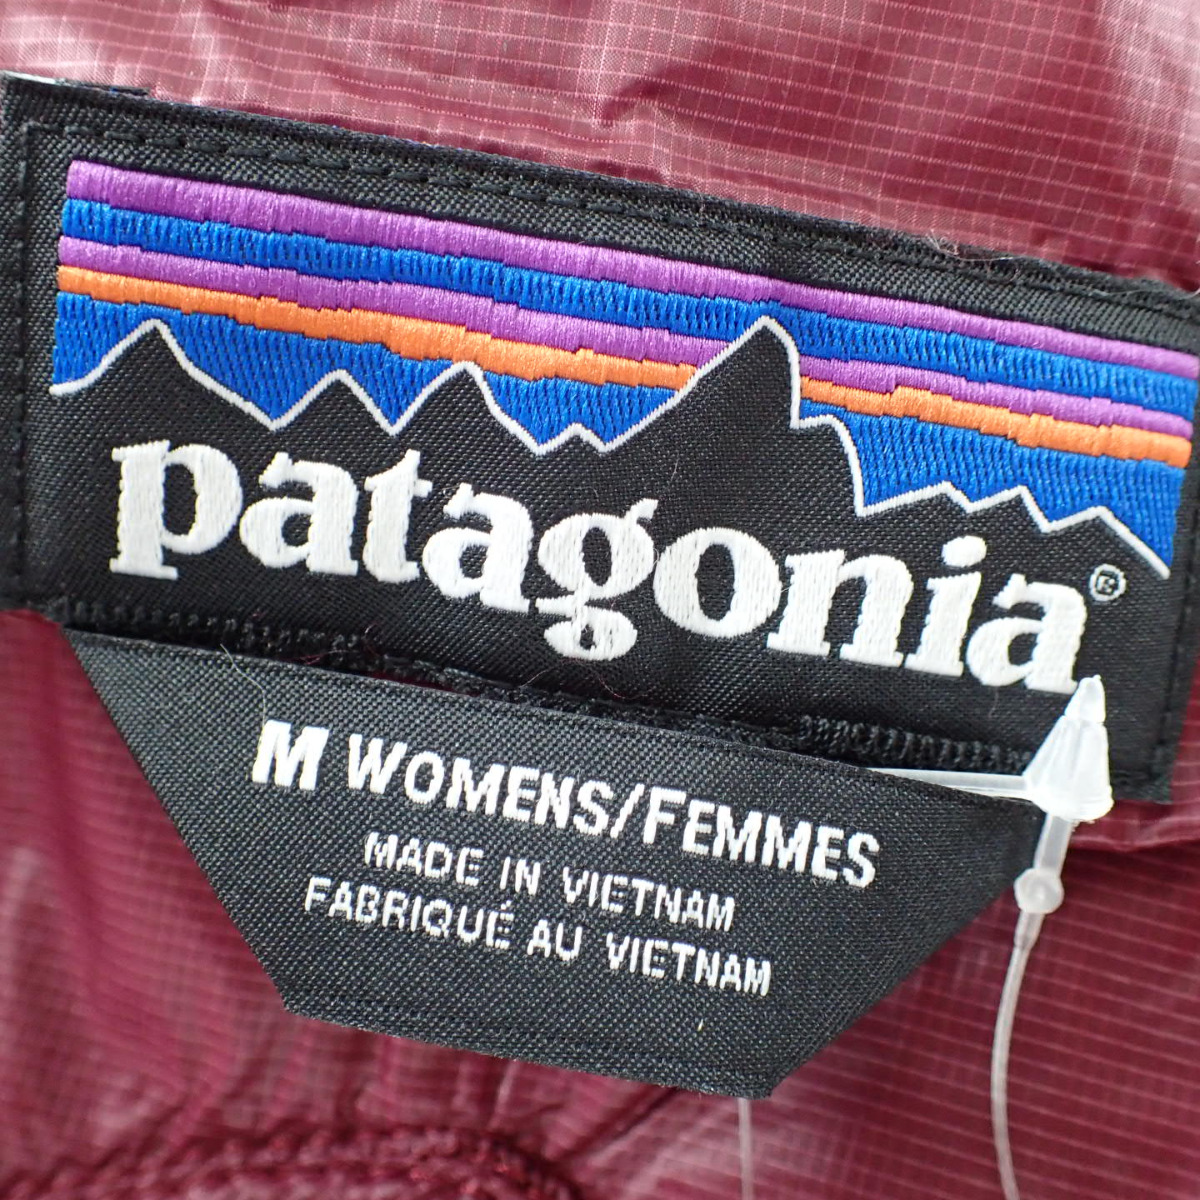 patagonia®
M WOMENS/FEMMES
MADE IN VIETNAM
FABRIQUÉ AU VIETNAM